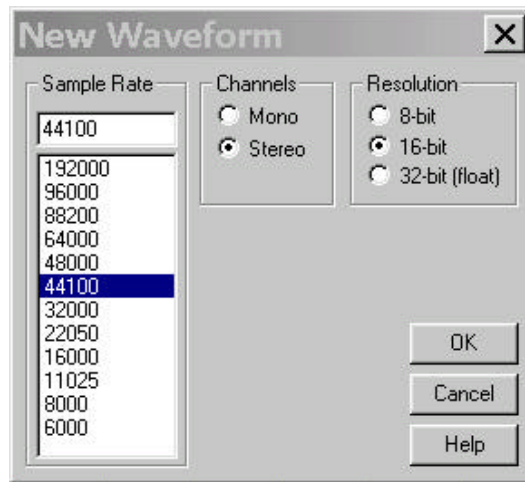 New Waveform
Sample Rate
44100
192000
96000
88200
64000
48000
44100
32000
22050
16000
11025
8000
6000
Channels
Mono
Stereo
Resolution
8-bit
16-bit
32-bit (float)
OK
Cancel
Help